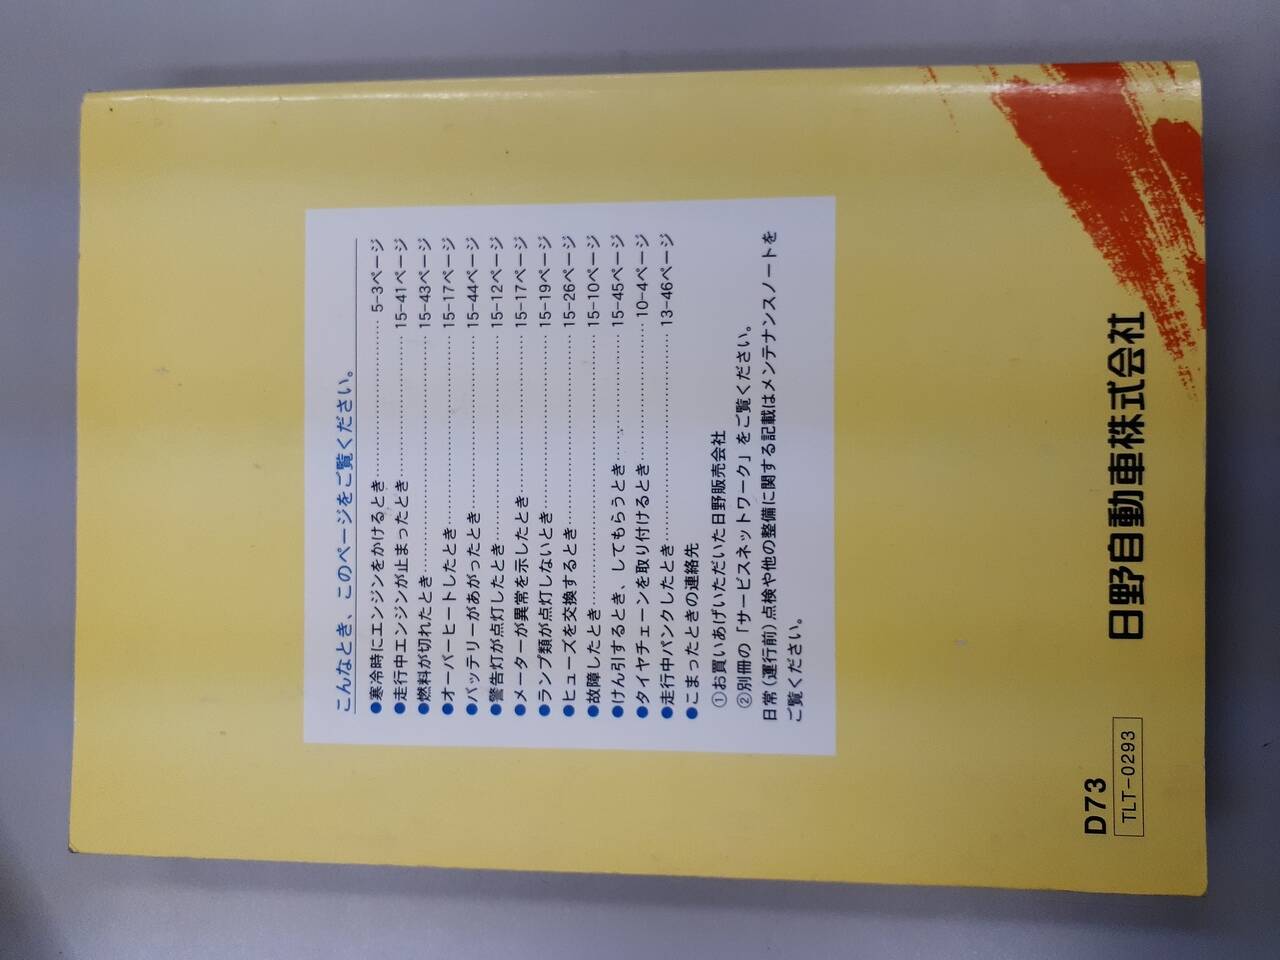 こんなとき、このページをご覧ください。
●寒冷時にエンジンをかけるとき……………………5-3ページ
●走行中エンジンが止まったとき……………………15-41ページ
●燃料が切れたとき……………………15-43ページ
●オーバーヒートしたとき……………………15-17ページ
●バッテリーがあがったとき……………………15-44ページ
●警告灯が点灯したとき……………………15-12ページ
●メーターが異常を示したとき……………………15-17ページ
●ランプ類が点灯しないとき……………………15-19ページ
●ヒューズを交換するとき……………………15-26ページ
●故障したとき……………………15-10ページ
●けん引するとき、してもらうとき……………………15-45ページ
●タイヤチェーンを取り付けるとき……………………10-4ページ
●走行中パンクしたとき……………………13-46ページ
●こまったときの連絡先
①お買いあげいただいた日野販売会社
②別冊の「サービスネットワーク」をご覧ください。
日常(運行前)点検や他の整備に関する記載はメンテナンスノートを
ご覧ください。
D73
TLT-0293
日野自動車株式会社